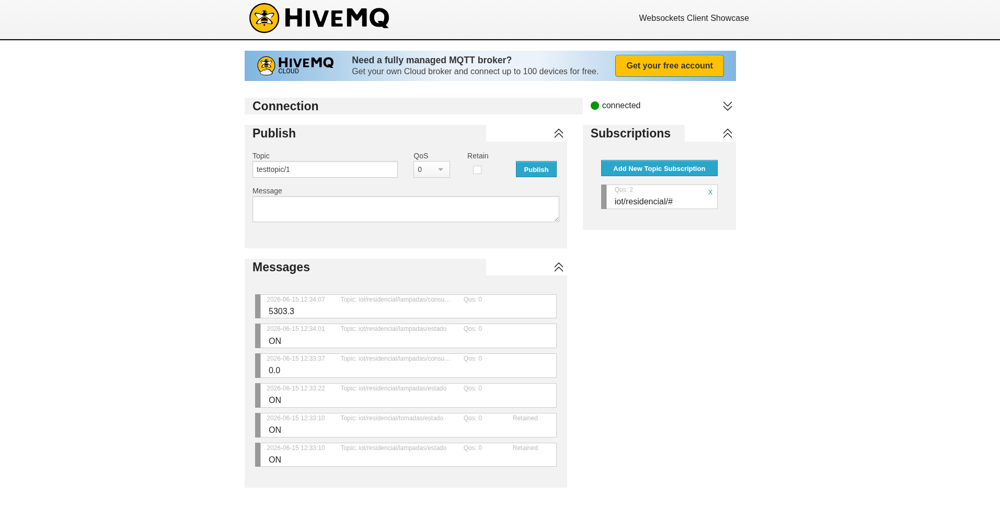 HIVEMQ
Websockets Client Showcase
HIVEMQ
CLOUD
Need a fully managed MQTT broker?
Get your own Cloud broker and connect up to 100 devices for free.
Get your free account
Connection
connected
Publish
Subscriptions
Topic QoS Retain
testtopic/1 0 Publish
Message
Add New Topic Subscription
Qos: 2 x
iot/residencial/#
Messages
2026-06-15 12:34:07 Topic: iot/residencial/lampadas/consu… Qos: 0
5303.3
2026-06-15 12:34:01 Topic: iot/residencial/lampadas/estado Qos: 0
ON
2026-06-15 12:33:37 Topic: iot/residencial/lampadas/consu… Qos: 0
0.0
2026-06-15 12:33:22 Topic: iot/residencial/lampadas/estado Qos: 0
ON
2026-06-15 12:33:10 Topic: iot/residencial/tomadas/estado Qos: 0 Retained
ON
2026-06-15 12:33:10 Topic: iot/residencial/lampadas/estado Qos: 0 Retained
ON